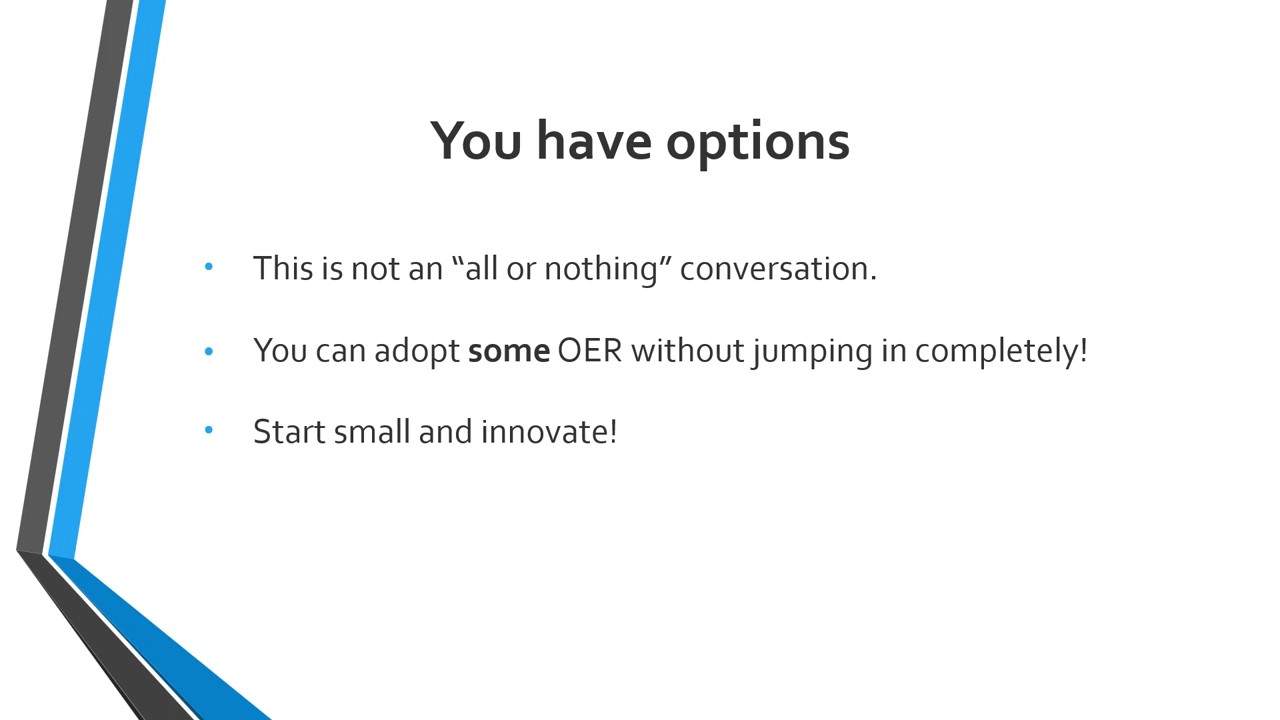 You have options
• This is not an “all or nothing” conversation.
• You can adopt some OER without jumping in completely!
• Start small and innovate!